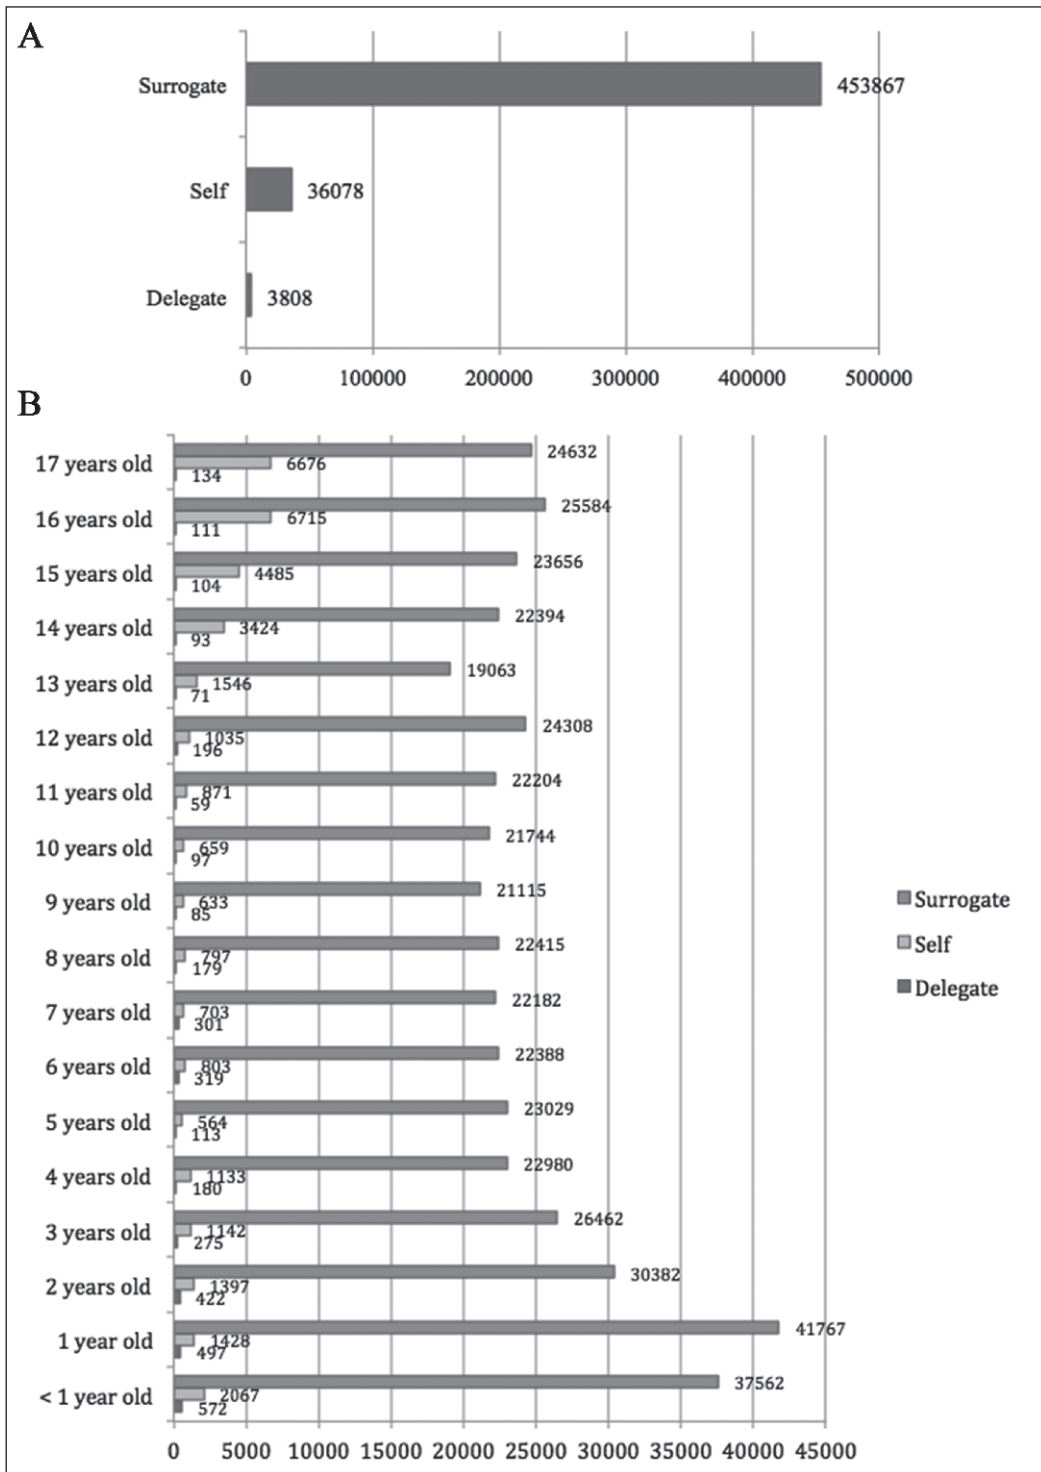 A
Surrogate 453867
Self 36078
Delegate 3808
0 100000 200000 300000 400000 500000
B
17 years old 24632
6676
134
16 years old 25584
6715
111
15 years old 23656
4485
104
14 years old 22394
3424
93
13 years old 19063
1546
71
12 years old 24308
1035
196
11 years old 22204
871
59
10 years old 21744
659
97
9 years old 21115
633
85
8 years old 22415
797
179
7 years old 22182
703
301
6 years old 22388
803
319
5 years old 23029
564
113
4 years old 22980
1133
180
3 years old 26462
1142
275
2 years old 30382
1397
422
1 year old 41767
1428
497
< 1 year old 37562
2067
572
0 5000 10000 15000 20000 25000 30000 35000 40000 45000
Surrogate
Self
Delegate